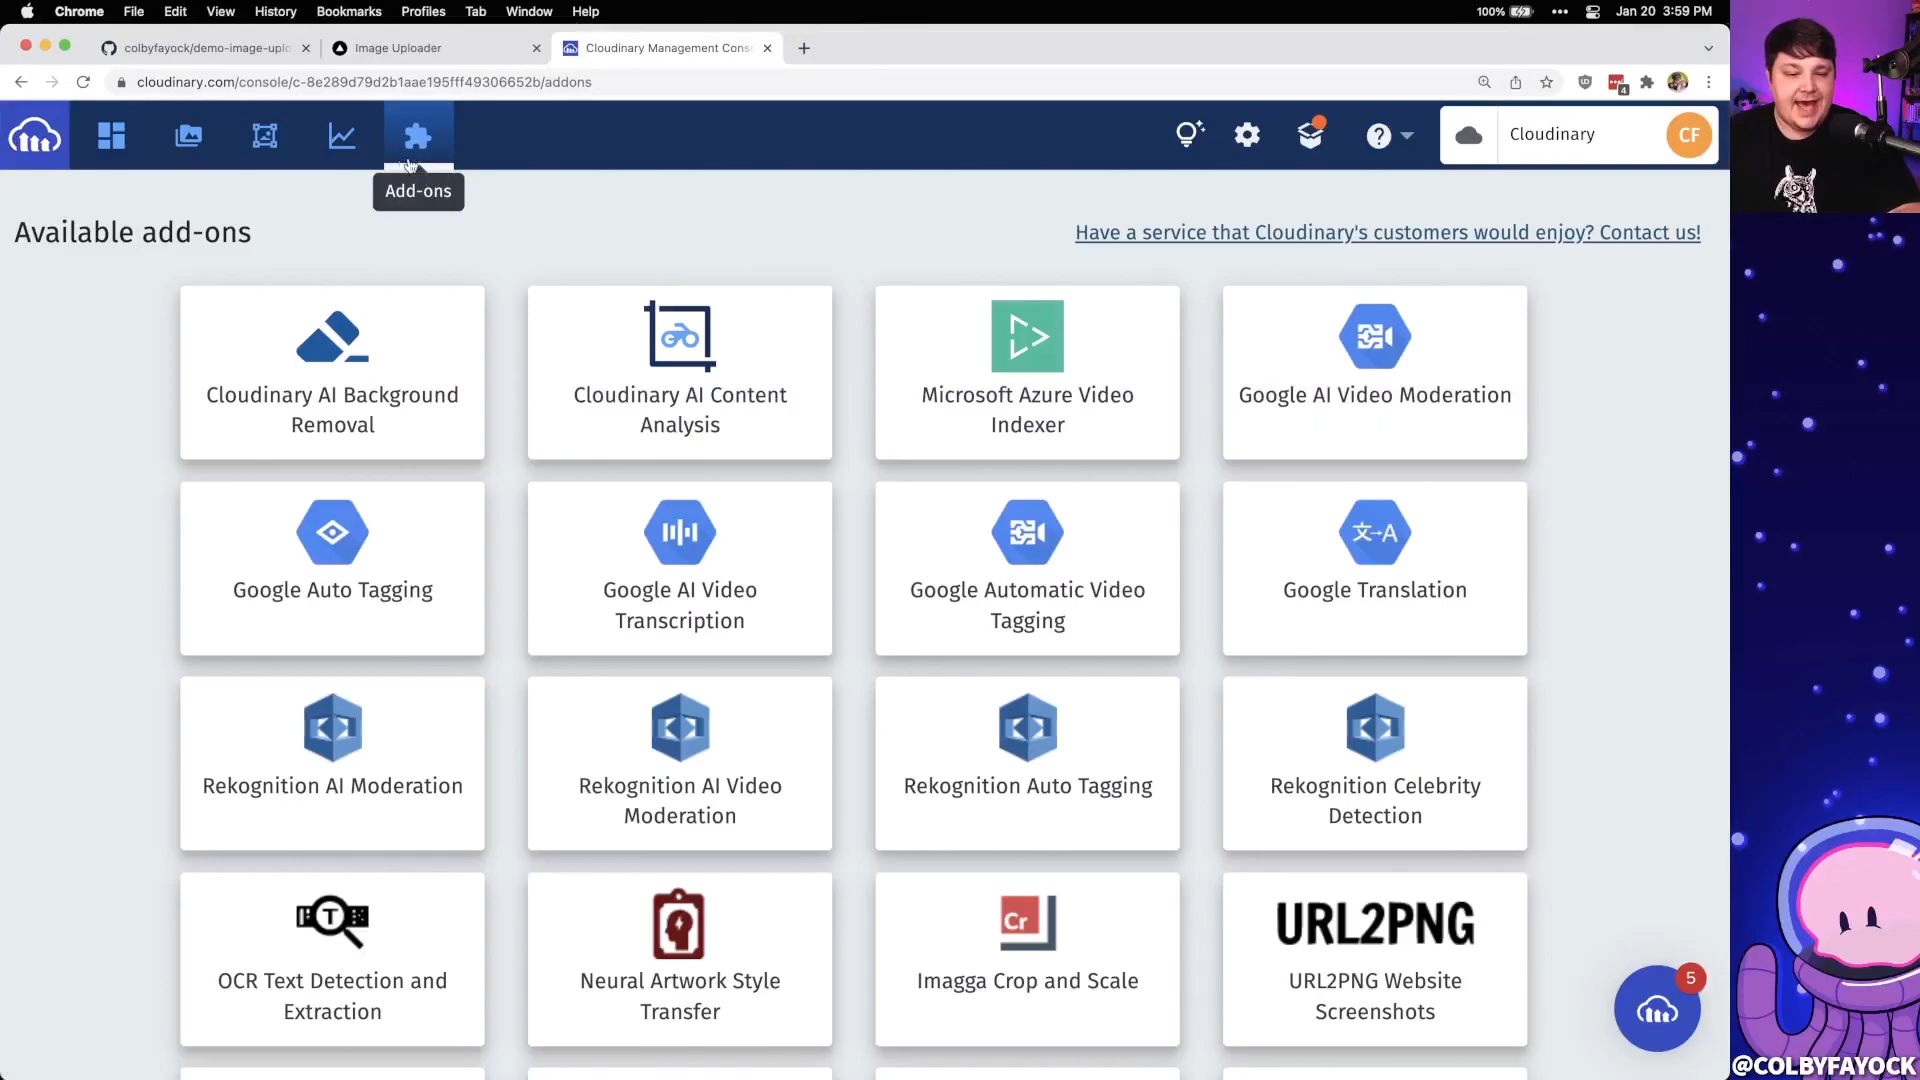 Chrome File Edit View History Bookmarks Profiles Tab Window Help 100% Jan 20 3:59 PM
colbyfayock/demo-image-uplo Image Uploader Cloudinary Management Cons
cloudinary.com/console/c-8e289d79d2b1aae195fff49306652b/addons 4
Cloudinary CF
Add-ons
Available add-ons
Have a service that Cloudinary's customers would enjoy? Contact us!
Cloudinary AI Background
Removal
Cloudinary AI Content
Analysis
Microsoft Azure Video
Indexer
Google AI Video Moderation
文→A
Google Auto Tagging
Google AI Video
Transcription
Google Automatic Video
Tagging
Google Translation
Rekognition AI Moderation
Rekognition AI Video
Moderation
Rekognition Auto Tagging
Rekognition Celebrity
Detection
T
OCR Text Detection and
Extraction
Neural Artwork Style
Transfer
Cr
Imagga Crop and Scale
URL2PNG
URL2PNG Website
Screenshots
5
@COLBYFAYOCK